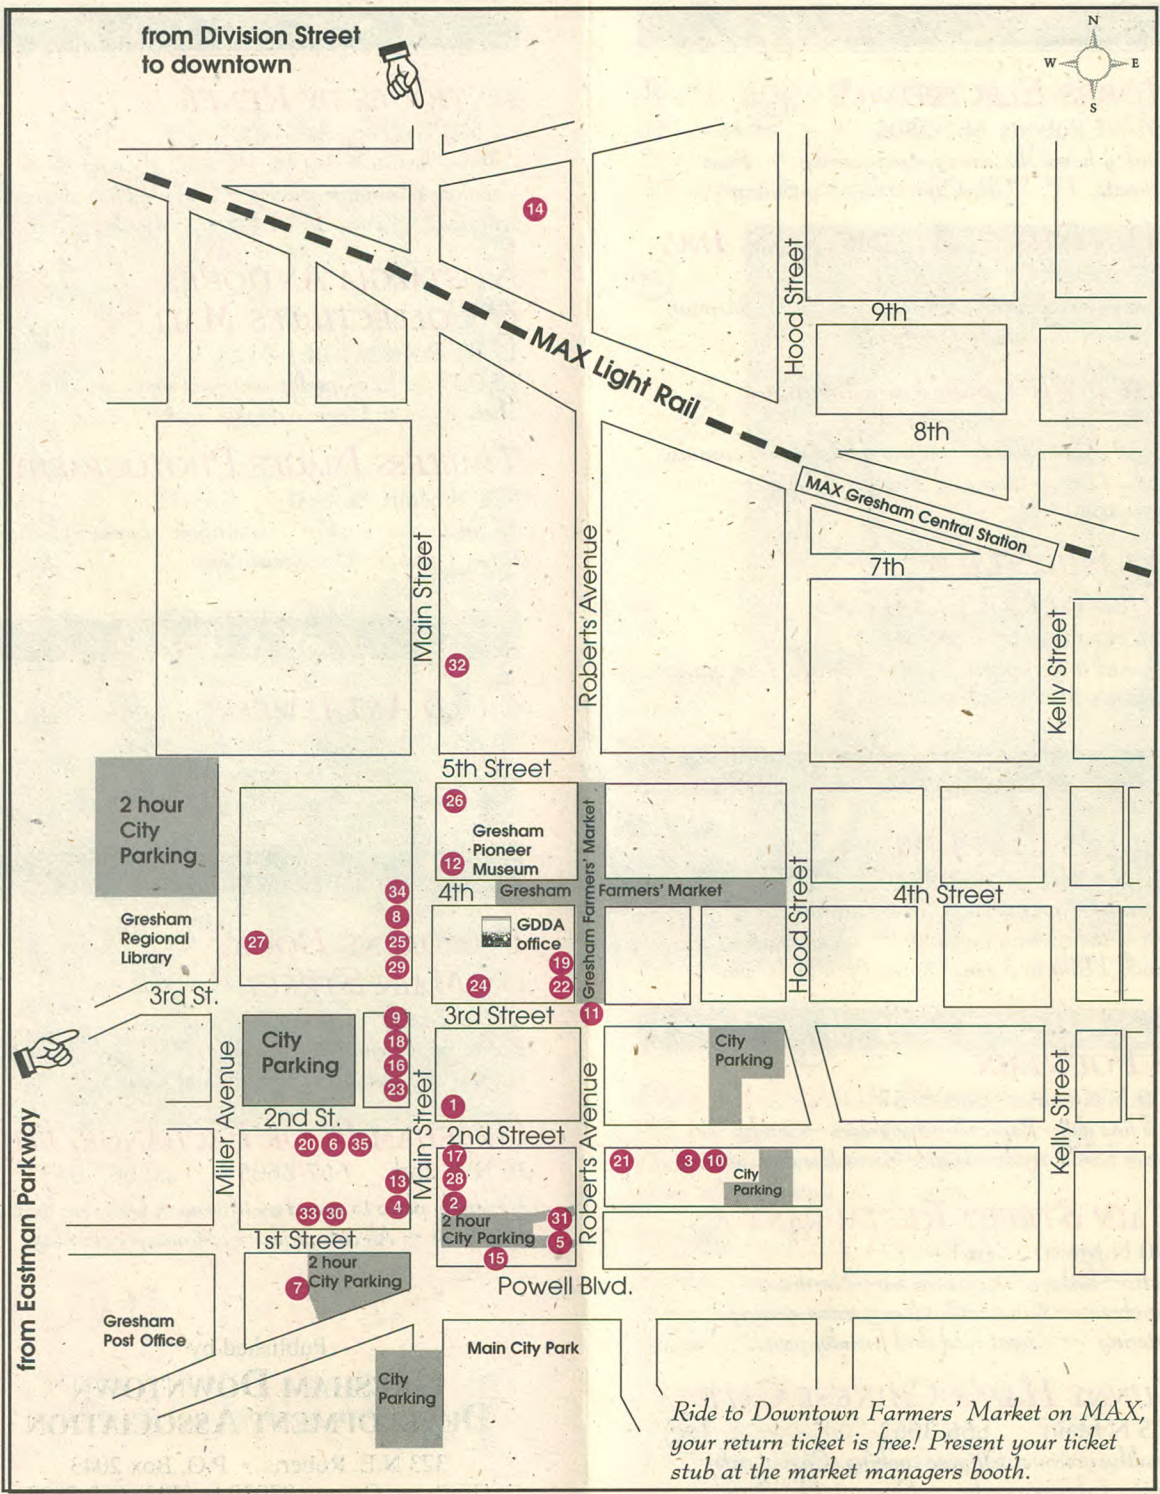 from Division Street
to downtown
N
W E
S
14
Hood Street
9th
MAX Light Rail
8th
MAX Gresham Central Station
7th
Main Street
Roberts Avenue
Kelly Street
32
5th Street
2 hour
City
Parking
26
Gresham
Pioneer
Museum
12
Gresham Farmers' Market
4th
Gresham Farmers' Market
4th Street
Hood Street
34
8
25
29
27
Gresham
Regional
Library
GDDA
office
19
22
24
3rd St.
3rd Street
11
9
18
16
23
City
Parking
City
Parking
Miller Avenue
Main Street
Roberts Avenue
Kelly Street
1
2nd St.
2nd Street
20
6
35
13
4
33
30
17
28
2
2 hour
City Parking
31
5
15
21
3
10
City
Parking
1st Street
2 hour
City Parking
7
Powell Blvd.
from Eastman Parkway
Gresham
Post Office
Main City Park
City
Parking
Ride to Downtown Farmers' Market on MAX,
your return ticket is free! Present your ticket
stub at the market managers booth.